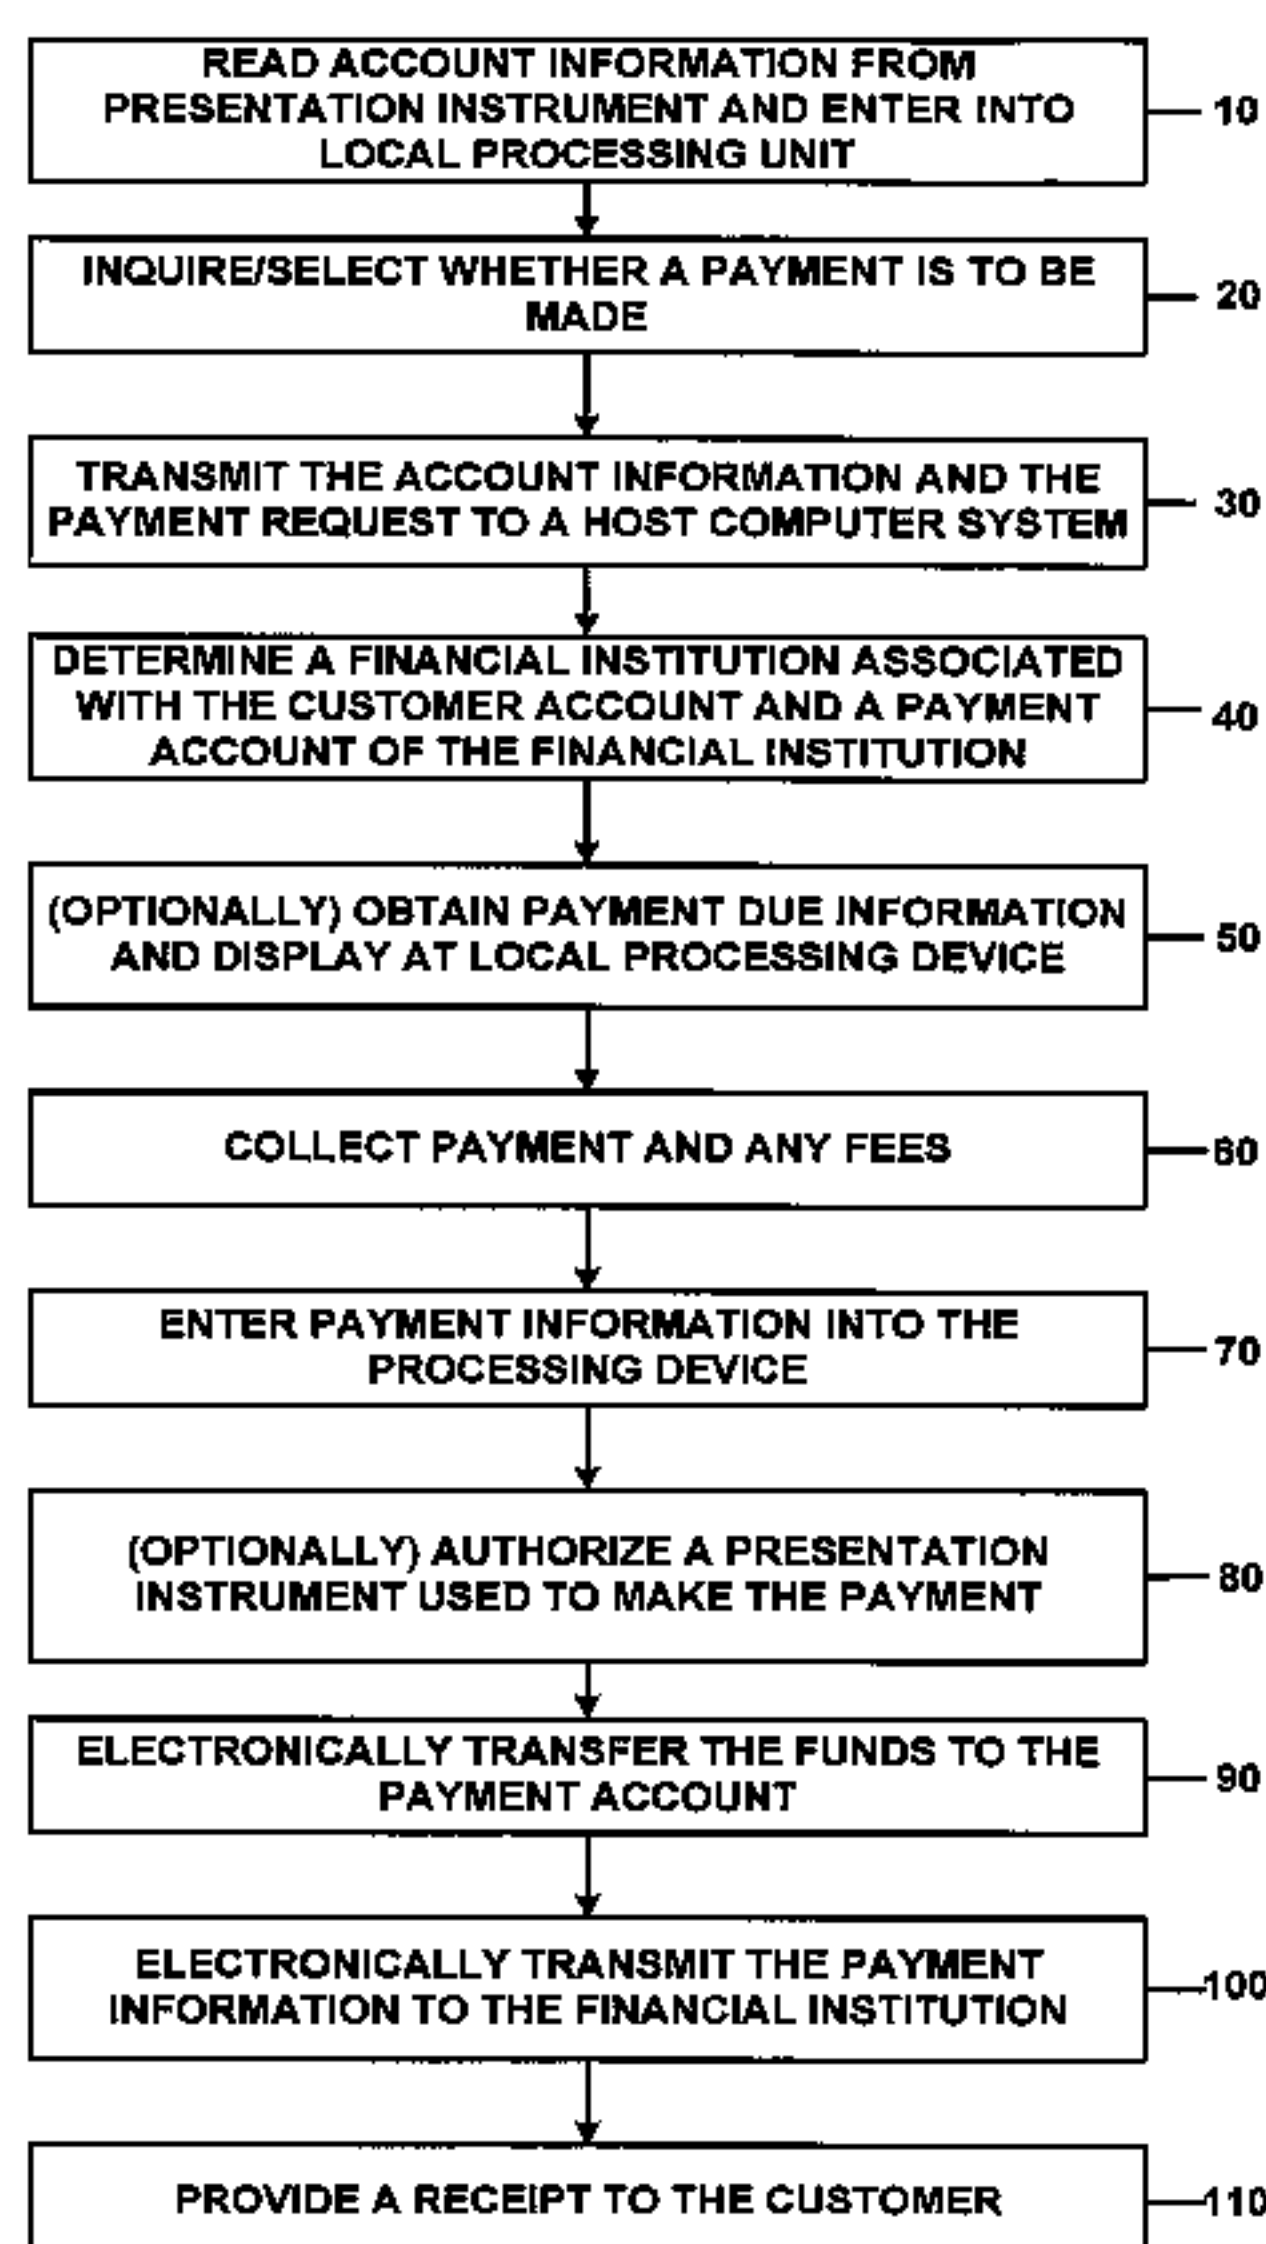 READ ACCOUNT INFORMATION FROM
PRESENTATION INSTRUMENT AND ENTER INTO
LOCAL PROCESSING UNIT
10
INQUIRE/SELECT WHETHER A PAYMENT IS TO BE
MADE
20
TRANSMIT THE ACCOUNT INFORMATION AND THE
PAYMENT REQUEST TO A HOST COMPUTER SYSTEM
30
DETERMINE A FINANCIAL INSTITUTION ASSOCIATED
WITH THE CUSTOMER ACCOUNT AND A PAYMENT
ACCOUNT OF THE FINANCIAL INSTITUTION
40
(OPTIONALLY) OBTAIN PAYMENT DUE INFORMATION
AND DISPLAY AT LOCAL PROCESSING DEVICE
50
COLLECT PAYMENT AND ANY FEES
60
ENTER PAYMENT INFORMATION INTO THE
PROCESSING DEVICE
70
(OPTIONALLY) AUTHORIZE A PRESENTATION
INSTRUMENT USED TO MAKE THE PAYMENT
80
ELECTRONICALLY TRANSFER THE FUNDS TO THE
PAYMENT ACCOUNT
90
ELECTRONICALLY TRANSMIT THE PAYMENT
INFORMATION TO THE FINANCIAL INSTITUTION
100
PROVIDE A RECEIPT TO THE CUSTOMER
110